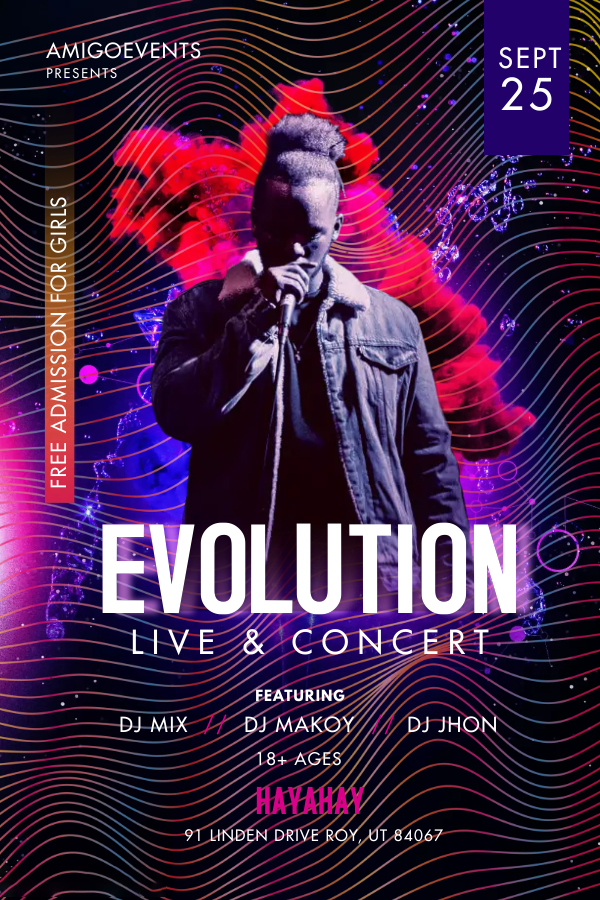 AMIGOEVENTS
PRESENTS
SEPT
25
FREE ADMISSION FOR GIRLS
EVOLUTION
LIVE & CONCERT
FEATURING
DJ MIX // DJ MAKOY // DJ JHON
18+ AGES
HAYAHAY
91 LINDEN DRIVE ROY, UT 84067